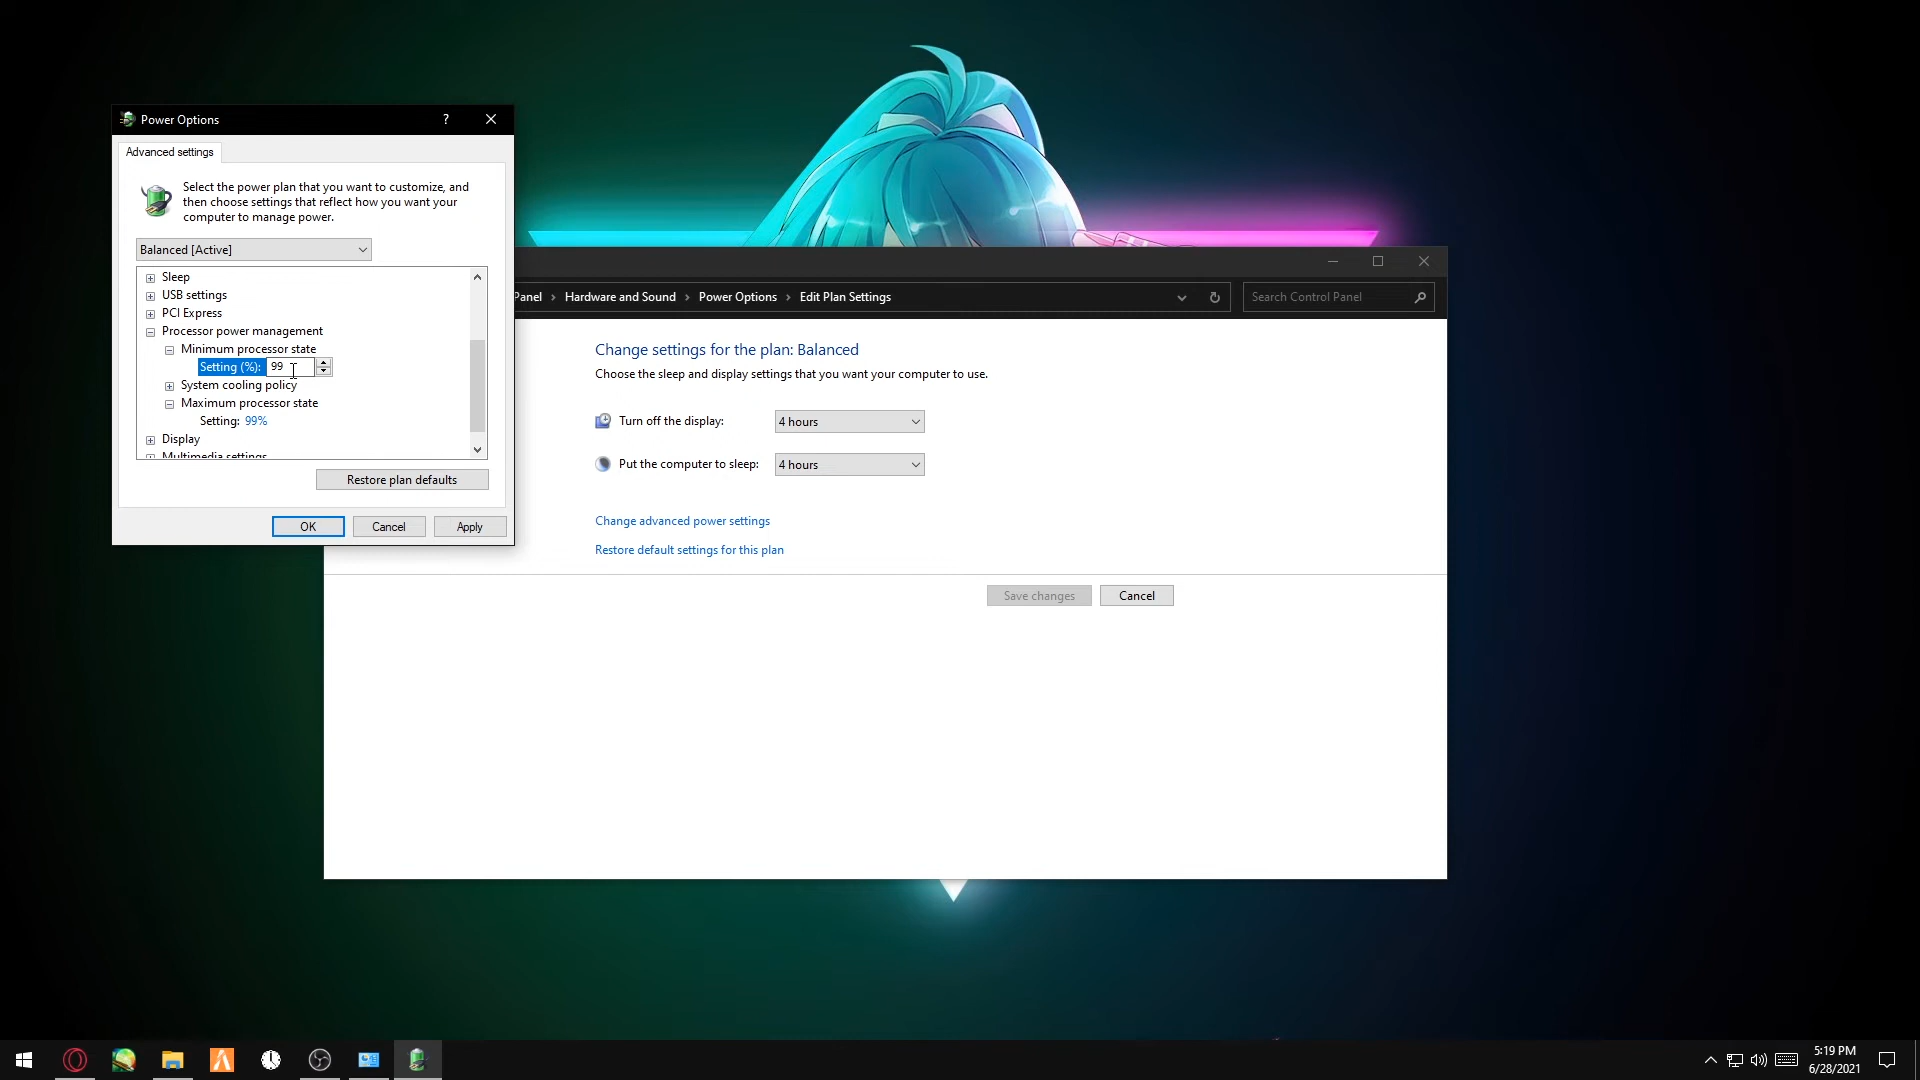 Power Options
?
Advanced settings
Select the power plan that you want to customize, and
then choose settings that reflect how you want your
computer to manage power.
Balanced [Active]
Sleep
USB settings
PCI Express
Processor power management
Minimum processor state
Setting (%): 99
System cooling policy
Maximum processor state
Setting: 99%
Display
Multimedia settings
Restore plan defaults
OK Cancel Apply
Panel › Hardware and Sound › Power Options › Edit Plan Settings
Search Control Panel
Change settings for the plan: Balanced
Choose the sleep and display settings that you want your computer to use.
Turn off the display: 4 hours
Put the computer to sleep: 4 hours
Change advanced power settings
Restore default settings for this plan
Save changes Cancel
5:19 PM
6/28/2021